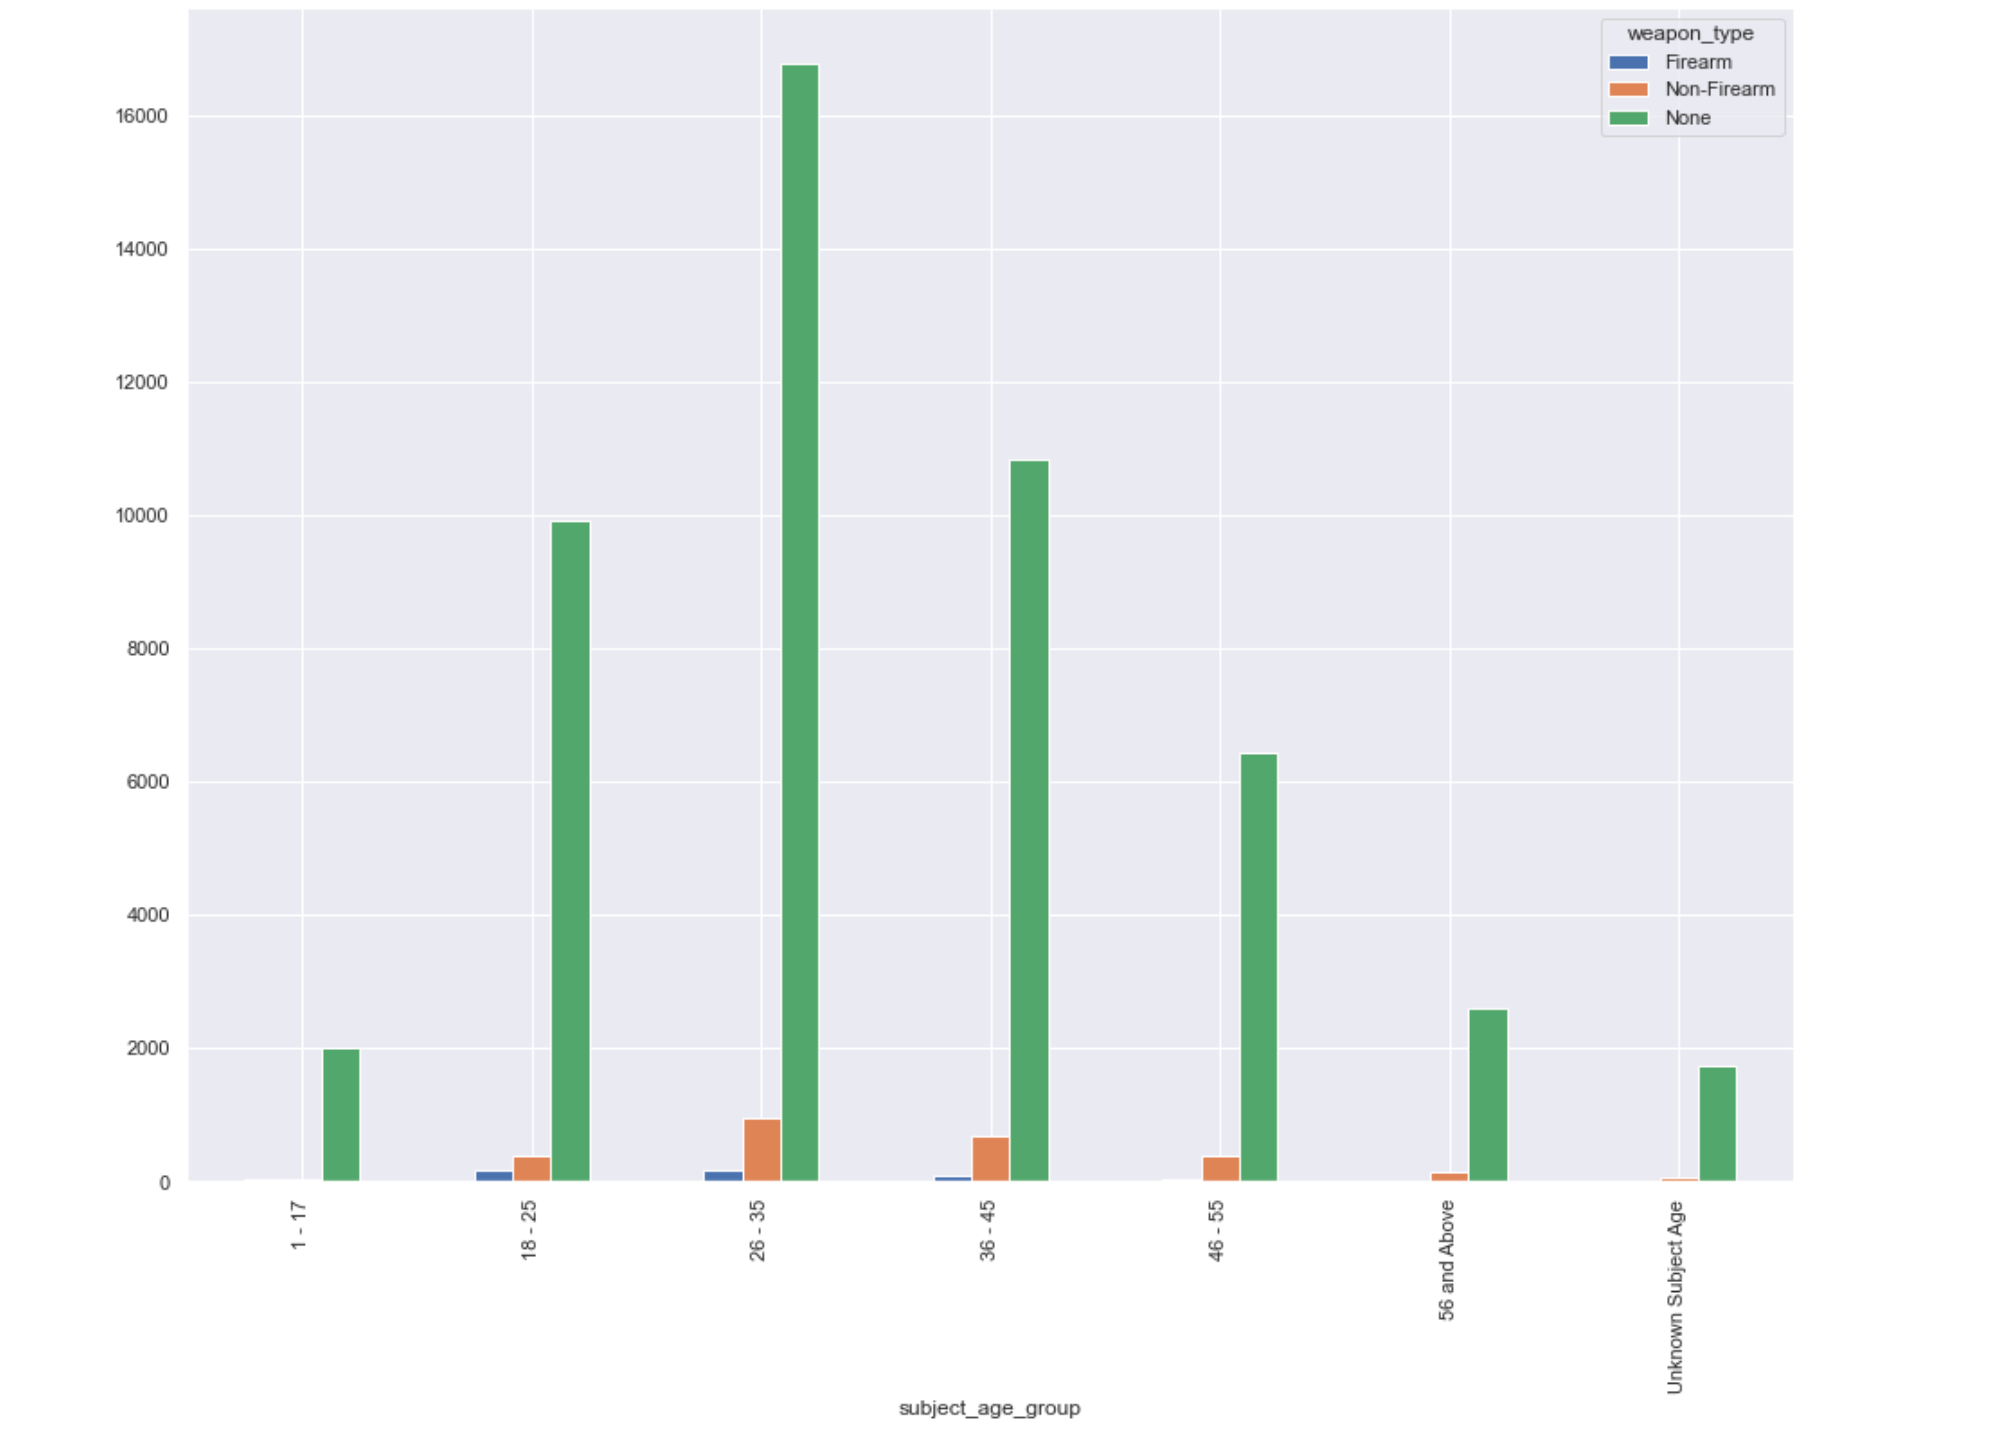 weapon_type
Firearm
Non-Firearm
None
16000
14000
12000
10000
8000
6000
4000
2000
0
1 - 17
18 - 25
26 - 35
36 - 45
46 - 55
56 and Above
Unknown Subject Age
subject_age_group